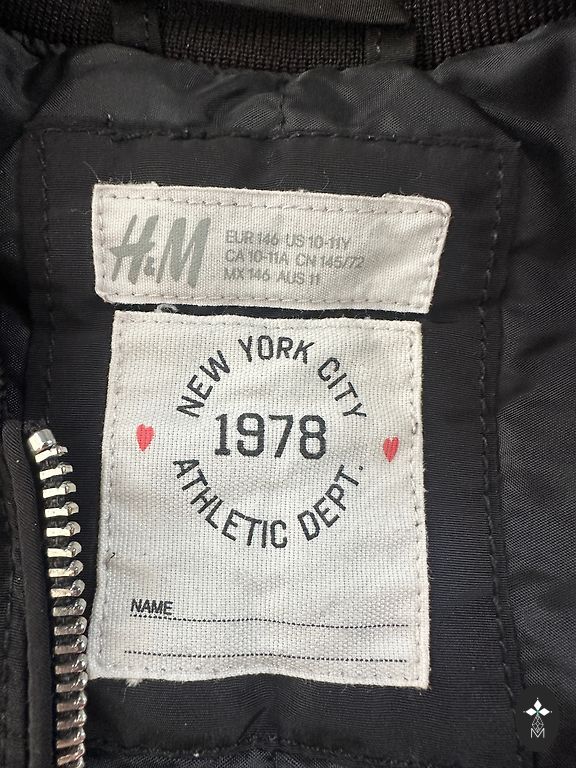 H&M
EUR 146 US 10-11Y
CA 10-11A CN 145/72
MX 146 AUS 11
NEW YORK CITY
1978
ATHLETIC DEPT.
NAME
M